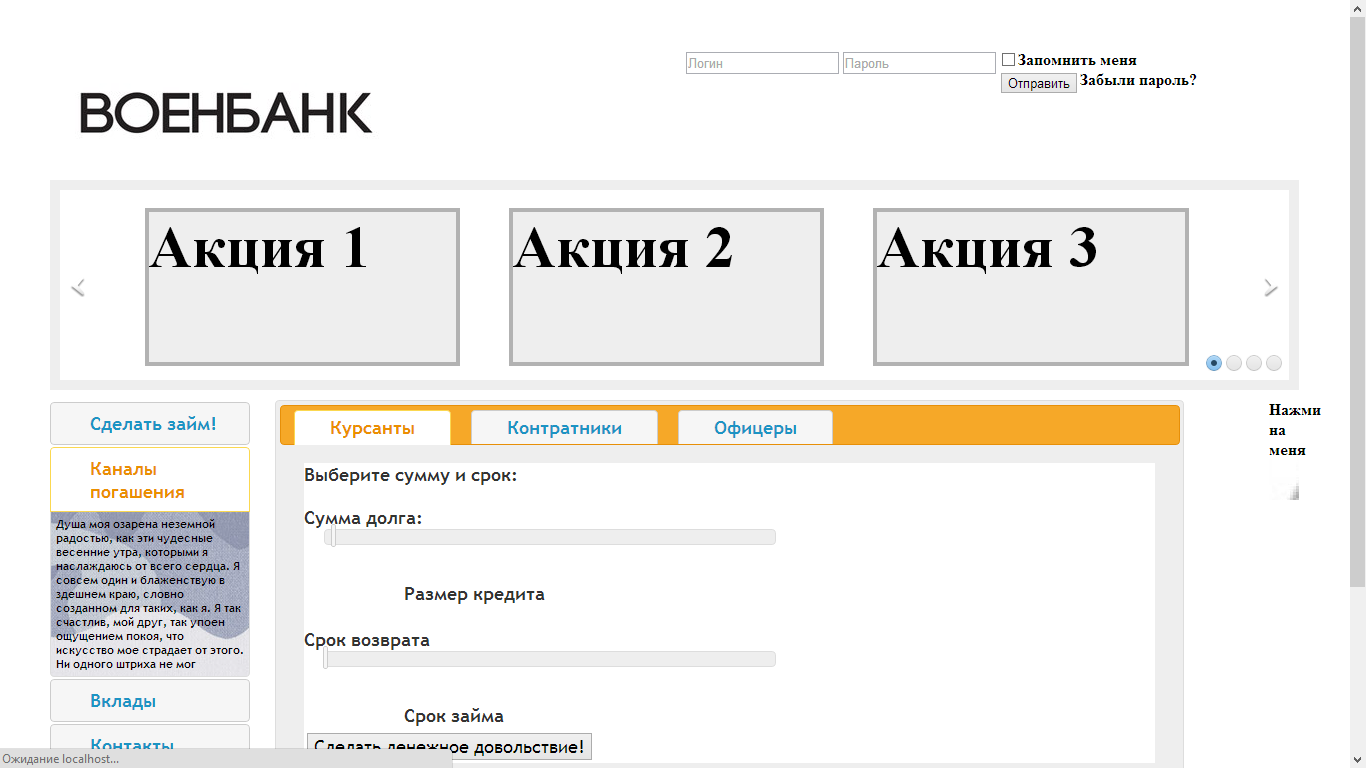 Логин Пароль Запомнить меня
Отправить Забыли пароль?
ВОЕНБАНК
Акция 1 Акция 2 Акция 3
Сделать займ!
Каналы
погашения
Душа моя озарена неземной
радостью, как эти чудесные
весенние утра, которыми я
наслаждаюсь от всего сердца. Я
совсем один и блаженствую в
здешнем краю, словно
созданном для таких, как я. Я так
счастлив, мой друг, так упоен
ощущением покоя, что
искусство мое страдает от этого.
Ни одного штриха не мог
Вклады
Контакты
Курсанты Контратники Офицеры
Выберите сумму и срок:
Сумма долга:
Размер кредита
Срок возврата
Срок займа
Сделать денежное довольствие!
Нажми
на
меня
Ожидание localhost...